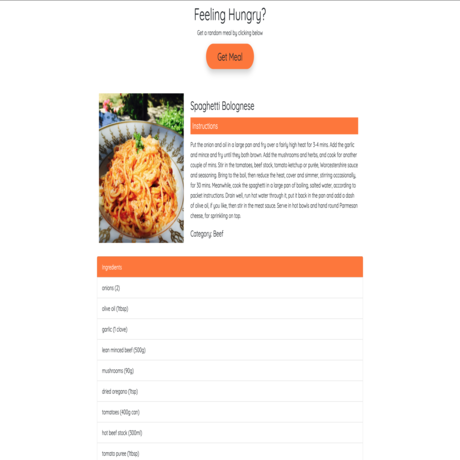 Feeling Hungry?
Get a random meal by clicking below
Get Meal
Spaghetti Bolognese
Instructions
Put the onion and oil in a large pan and fry over a fairly high heat for 3-4 mins. Add the garlic
and mince and fry until they both brown. Add the mushrooms and herbs, and cook for another
couple of mins. Stir in the tomatoes, beef stock, tomato ketchup or purée, Worcestershire sauce
and seasoning. Bring to the boil, then reduce the heat, cover and simmer, stirring occasionally,
for 30 mins. Meanwhile, cook the spaghetti in a large pan of boiling, salted water, according to
packet instructions. Drain well, run hot water through it, put it back in the pan and add a dash
of olive oil, if you like, then stir in the meat sauce. Serve in hot bowls and hand round Parmesan
cheese, for sprinkling on top.
Category: Beef
Ingredients:
onions (2)
olive oil (1tbsp)
garlic (1 clove)
lean minced beef (500g)
mushrooms (90g)
dried oregano (1tsp)
tomatoes (400g can)
hot beef stock (300ml)
tomato puree (1tbsp)